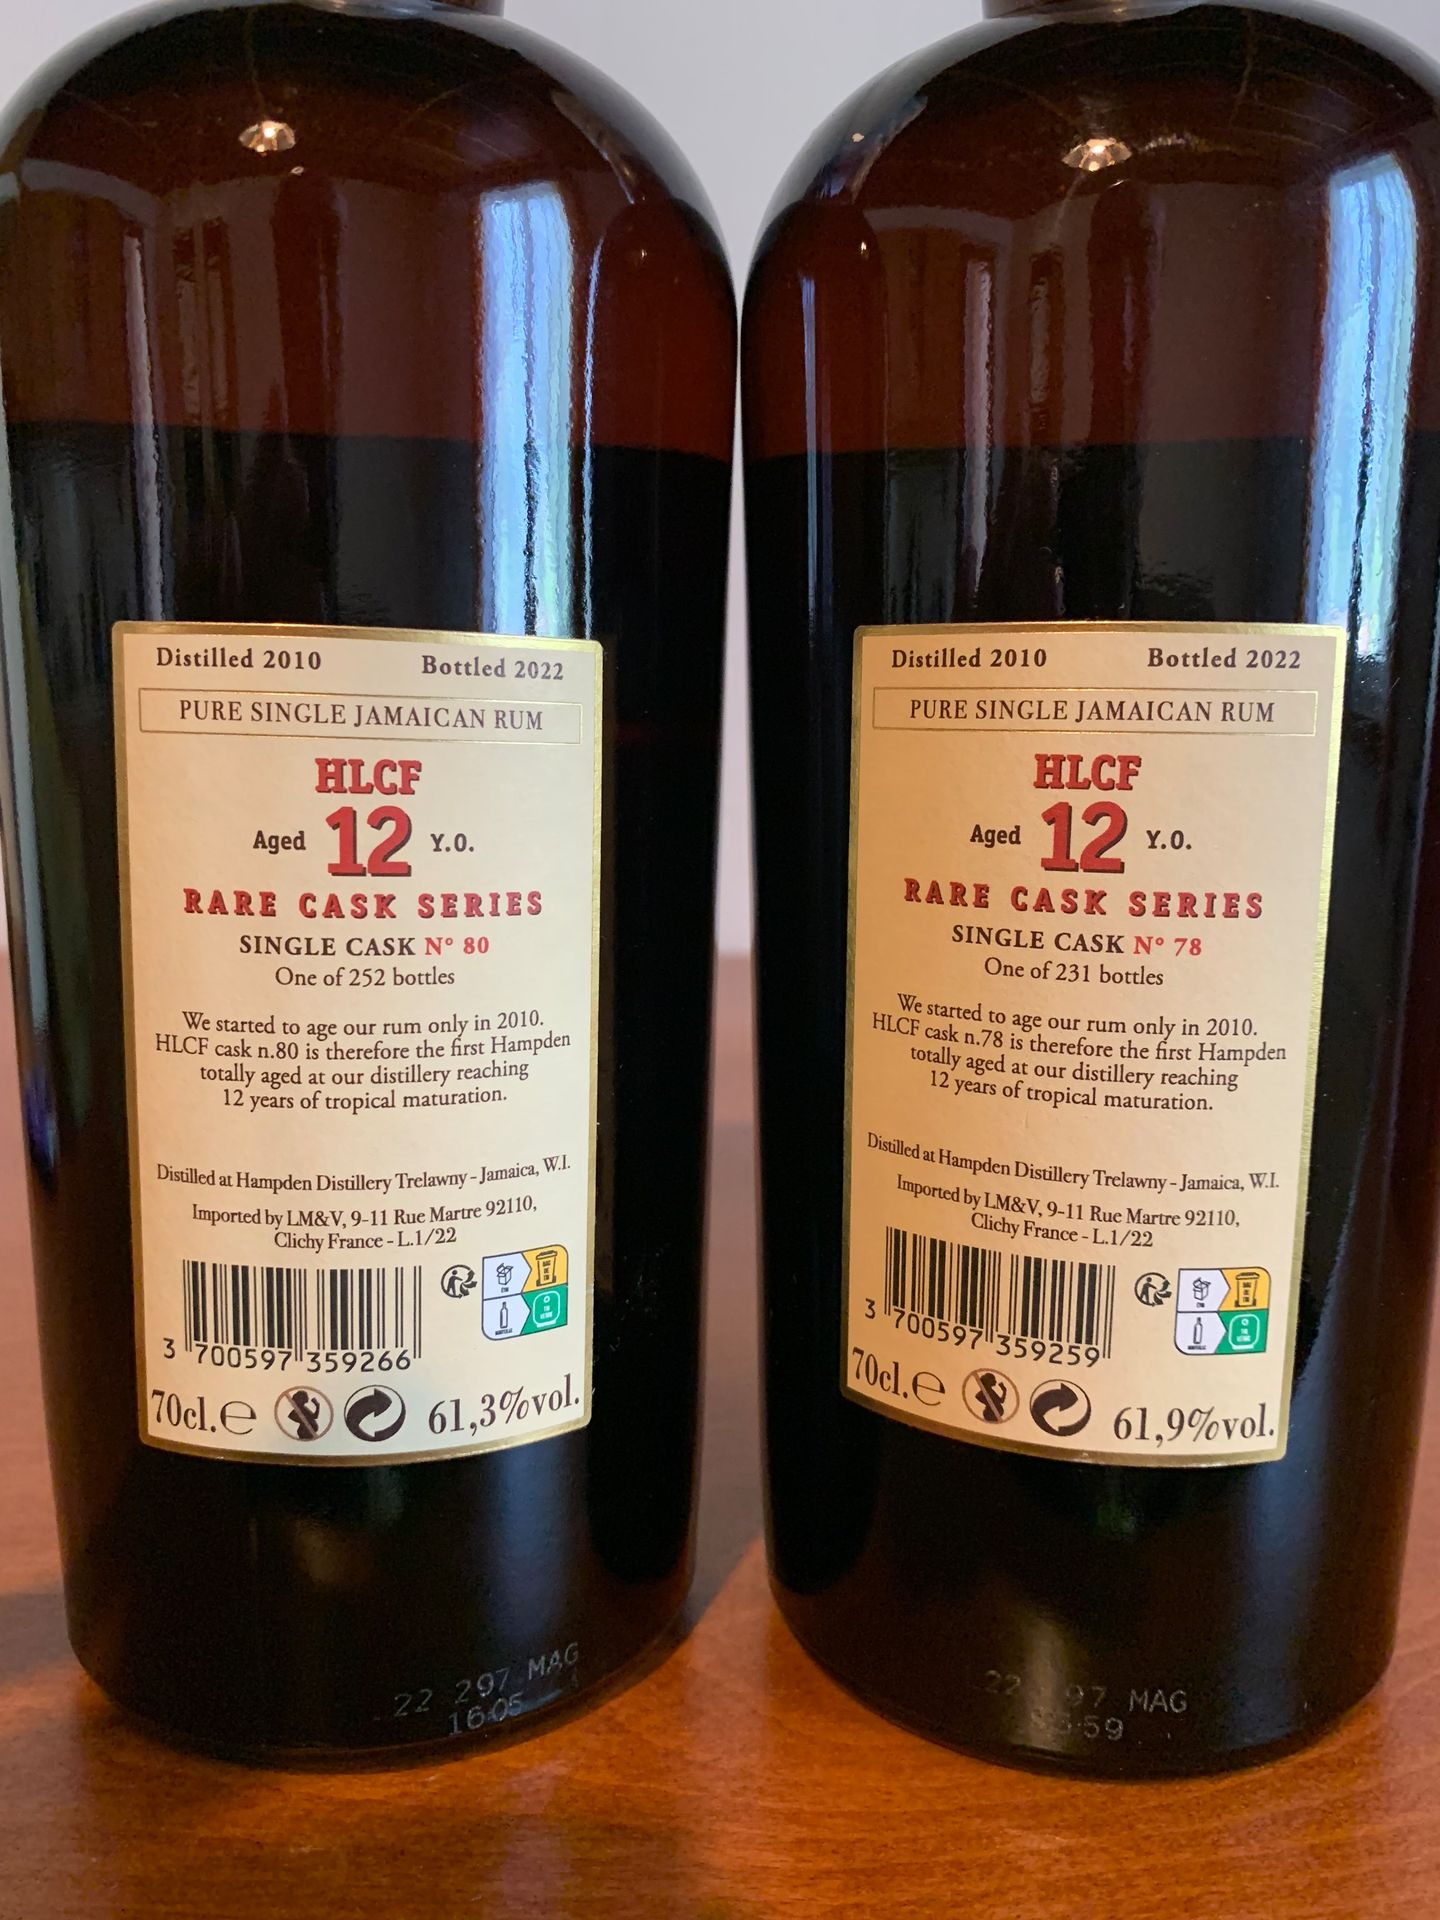 Distilled 2010 Bottled 2022
PURE SINGLE JAMAICAN RUM
HLCF
Aged 12 Y.O.
RARE CASK SERIES
SINGLE CASK N° 80
One of 252 bottles
We started to age our rum only in 2010.
HLCF cask n.80 is therefore the first Hampden
totally aged at our distillery reaching
12 years of tropical maturation.
Distilled at Hampden Distillery Trelawny - Jamaica, W.I.
Imported by LM&V, 9-11 Rue Martre 92110,
Clichy France - L.1/22
3 700597 359266
70cl. ℮ 61,3%vol.
22 297 MAG
16:05
Distilled 2010 Bottled 2022
PURE SINGLE JAMAICAN RUM
HLCF
Aged 12 Y.O.
RARE CASK SERIES
SINGLE CASK N° 78
One of 231 bottles
We started to age our rum only in 2010.
HLCF cask n.78 is therefore the first Hampden
totally aged at our distillery reaching
12 years of tropical maturation.
Distilled at Hampden Distillery Trelawny - Jamaica, W.I.
Imported by LM&V, 9-11 Rue Martre 92110,
Clichy France - L.1/22
3 700597 359259
70cl. ℮ 61,9%vol.
22 MAG